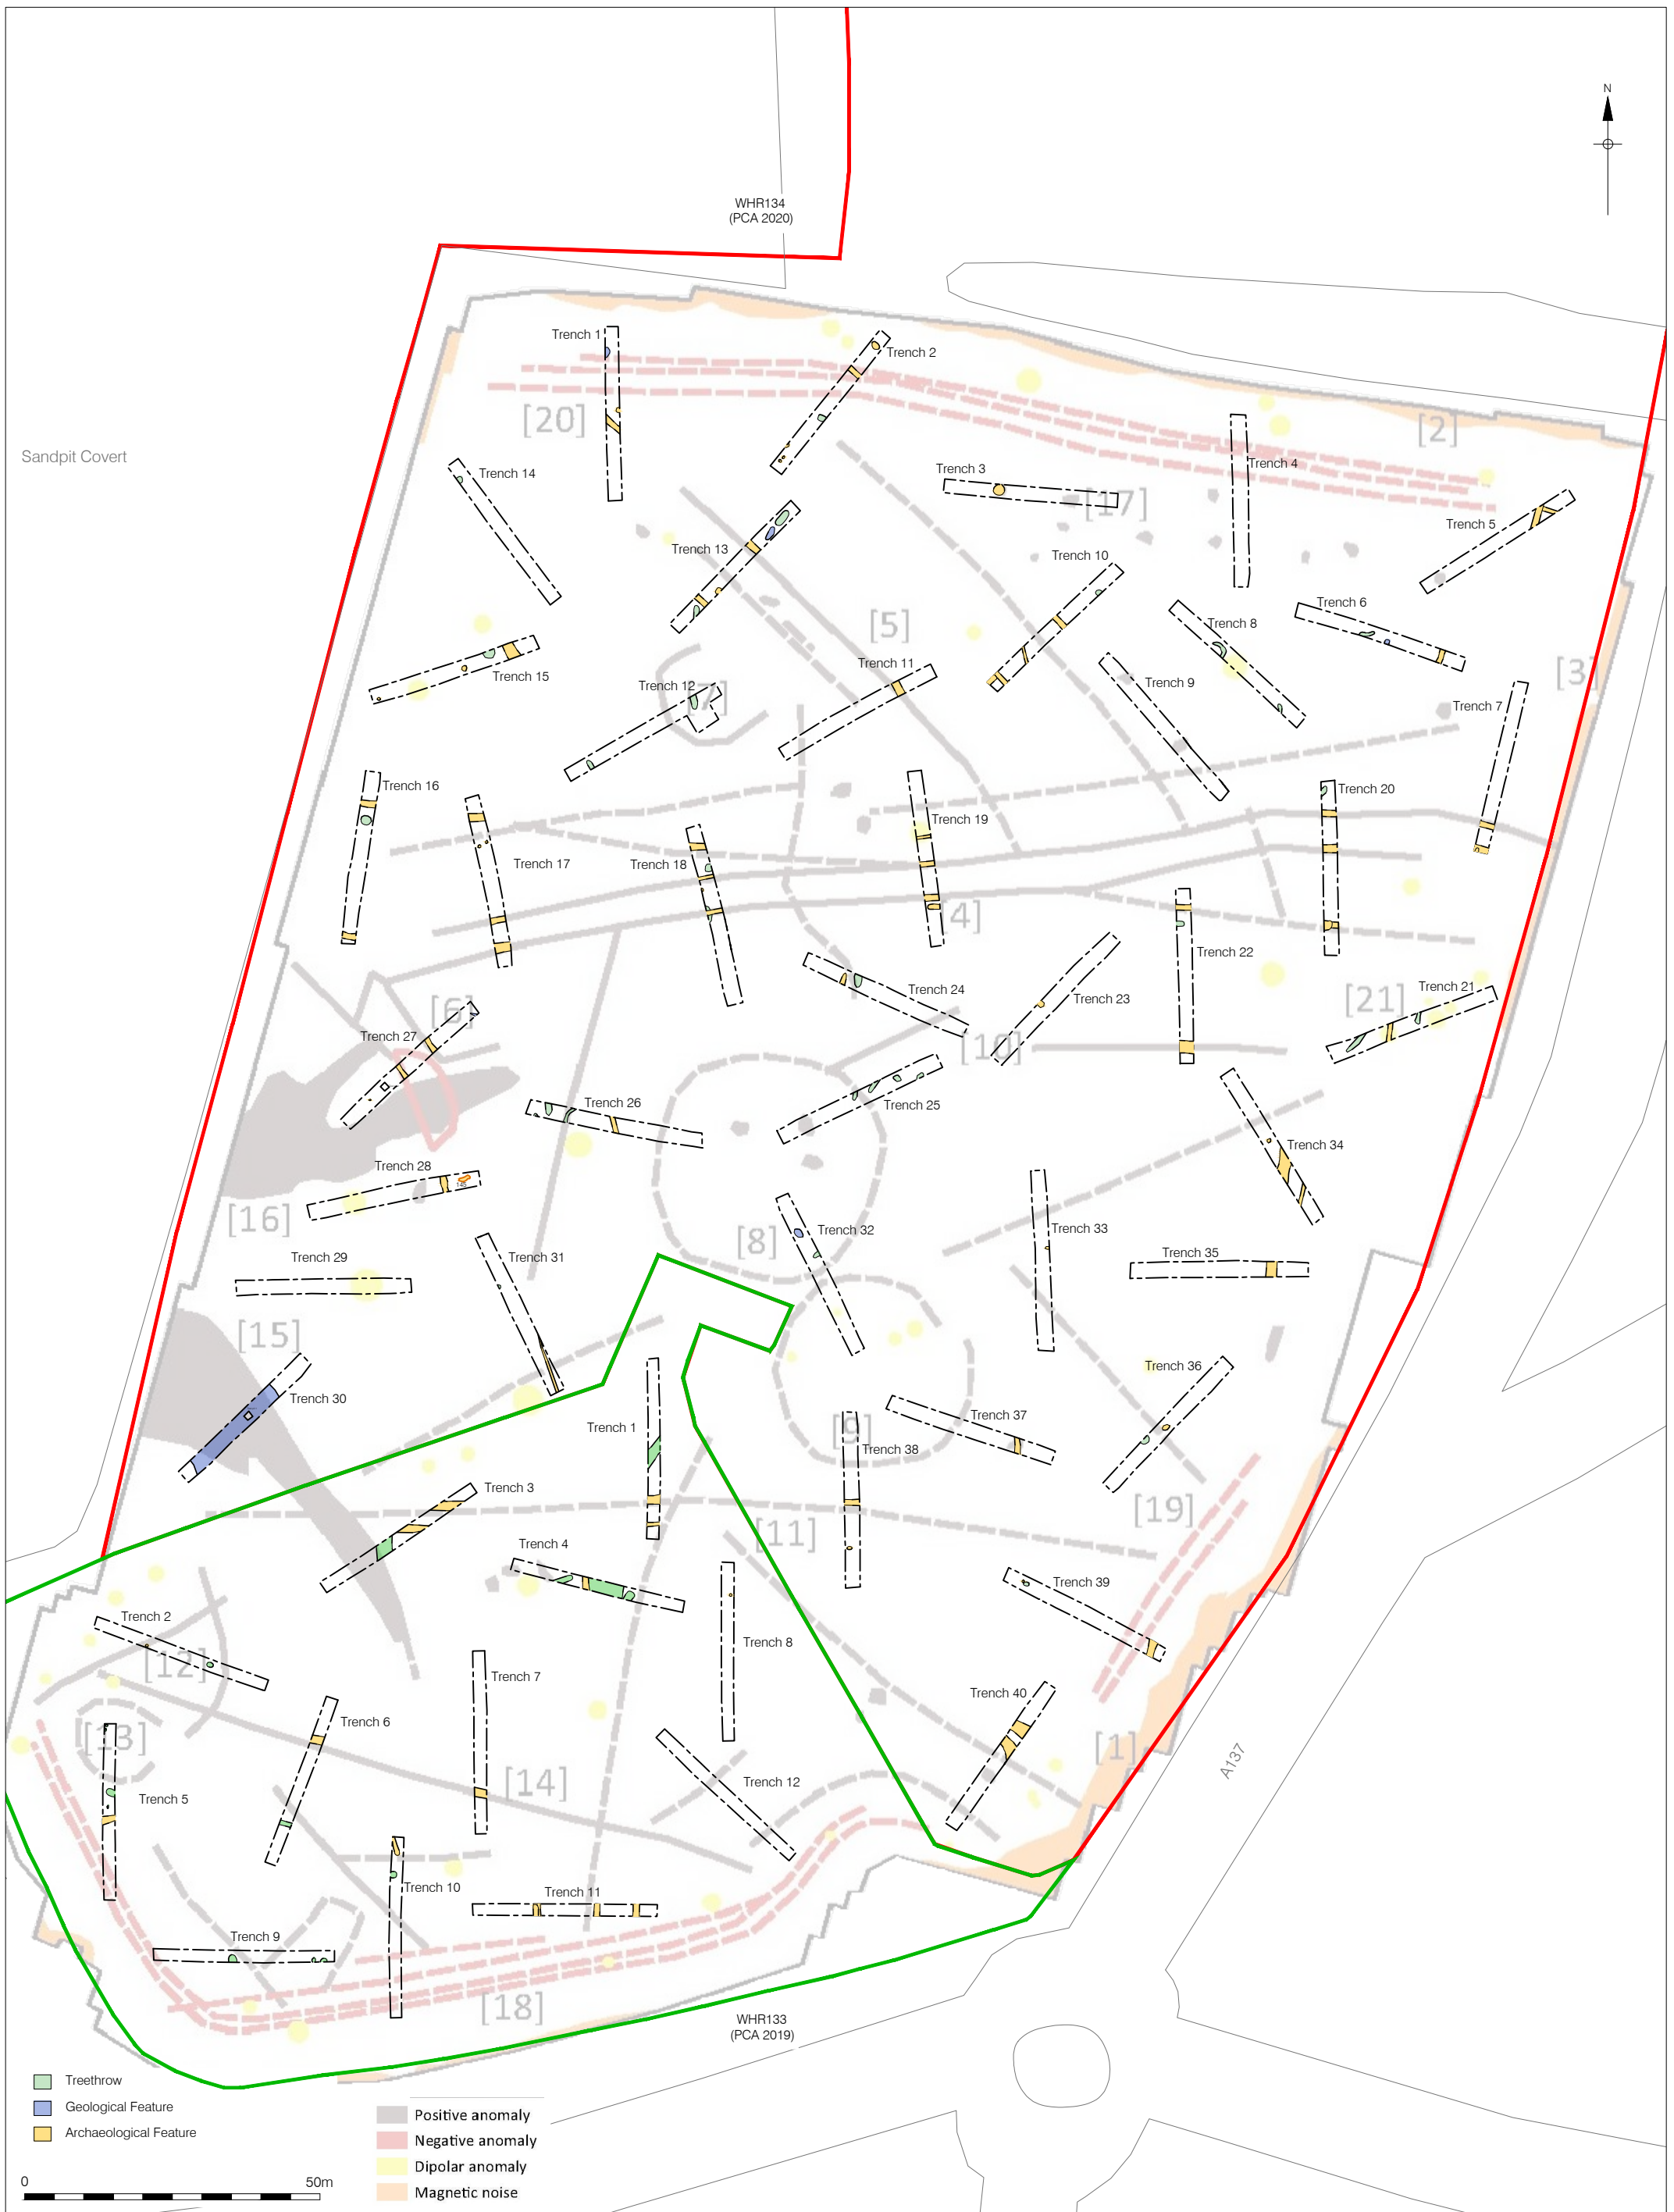 N
WHR134
(PCA 2020)
Sandpit Covert
Trench 1
Trench 2
[20]
[2]
Trench 14
Trench 3
Trench 4
[17]
Trench 5
Trench 13
Trench 10
Trench 6
Trench 8
[5]
Trench 15
Trench 11
Trench 12
[7]
Trench 9
[3]
Trench 7
Trench 16
Trench 20
Trench 19
Trench 17
Trench 18
[4]
Trench 22
Trench 24
Trench 23
Trench 21
[21]
[6]
Trench 27
[10]
Trench 26
Trench 25
Trench 34
Trench 28
145
[16]
[8]
Trench 32
Trench 33
Trench 29
Trench 31
Trench 35
[15]
Trench 36
Trench 30
Trench 37
Trench 1
[9]
Trench 38
Trench 3
[19]
[11]
Trench 4
Trench 39
Trench 2
Trench 8
[12]
Trench 7
Trench 40
Trench 6
[13]
[1]
A137
Trench 12
[14]
Trench 5
Trench 10
Trench 11
Trench 9
[18]
WHR133
(PCA 2019)
Treethrow
Geological Feature
Archaeological Feature
Positive anomaly
Negative anomaly
Dipolar anomaly
Magnetic noise
0
50m